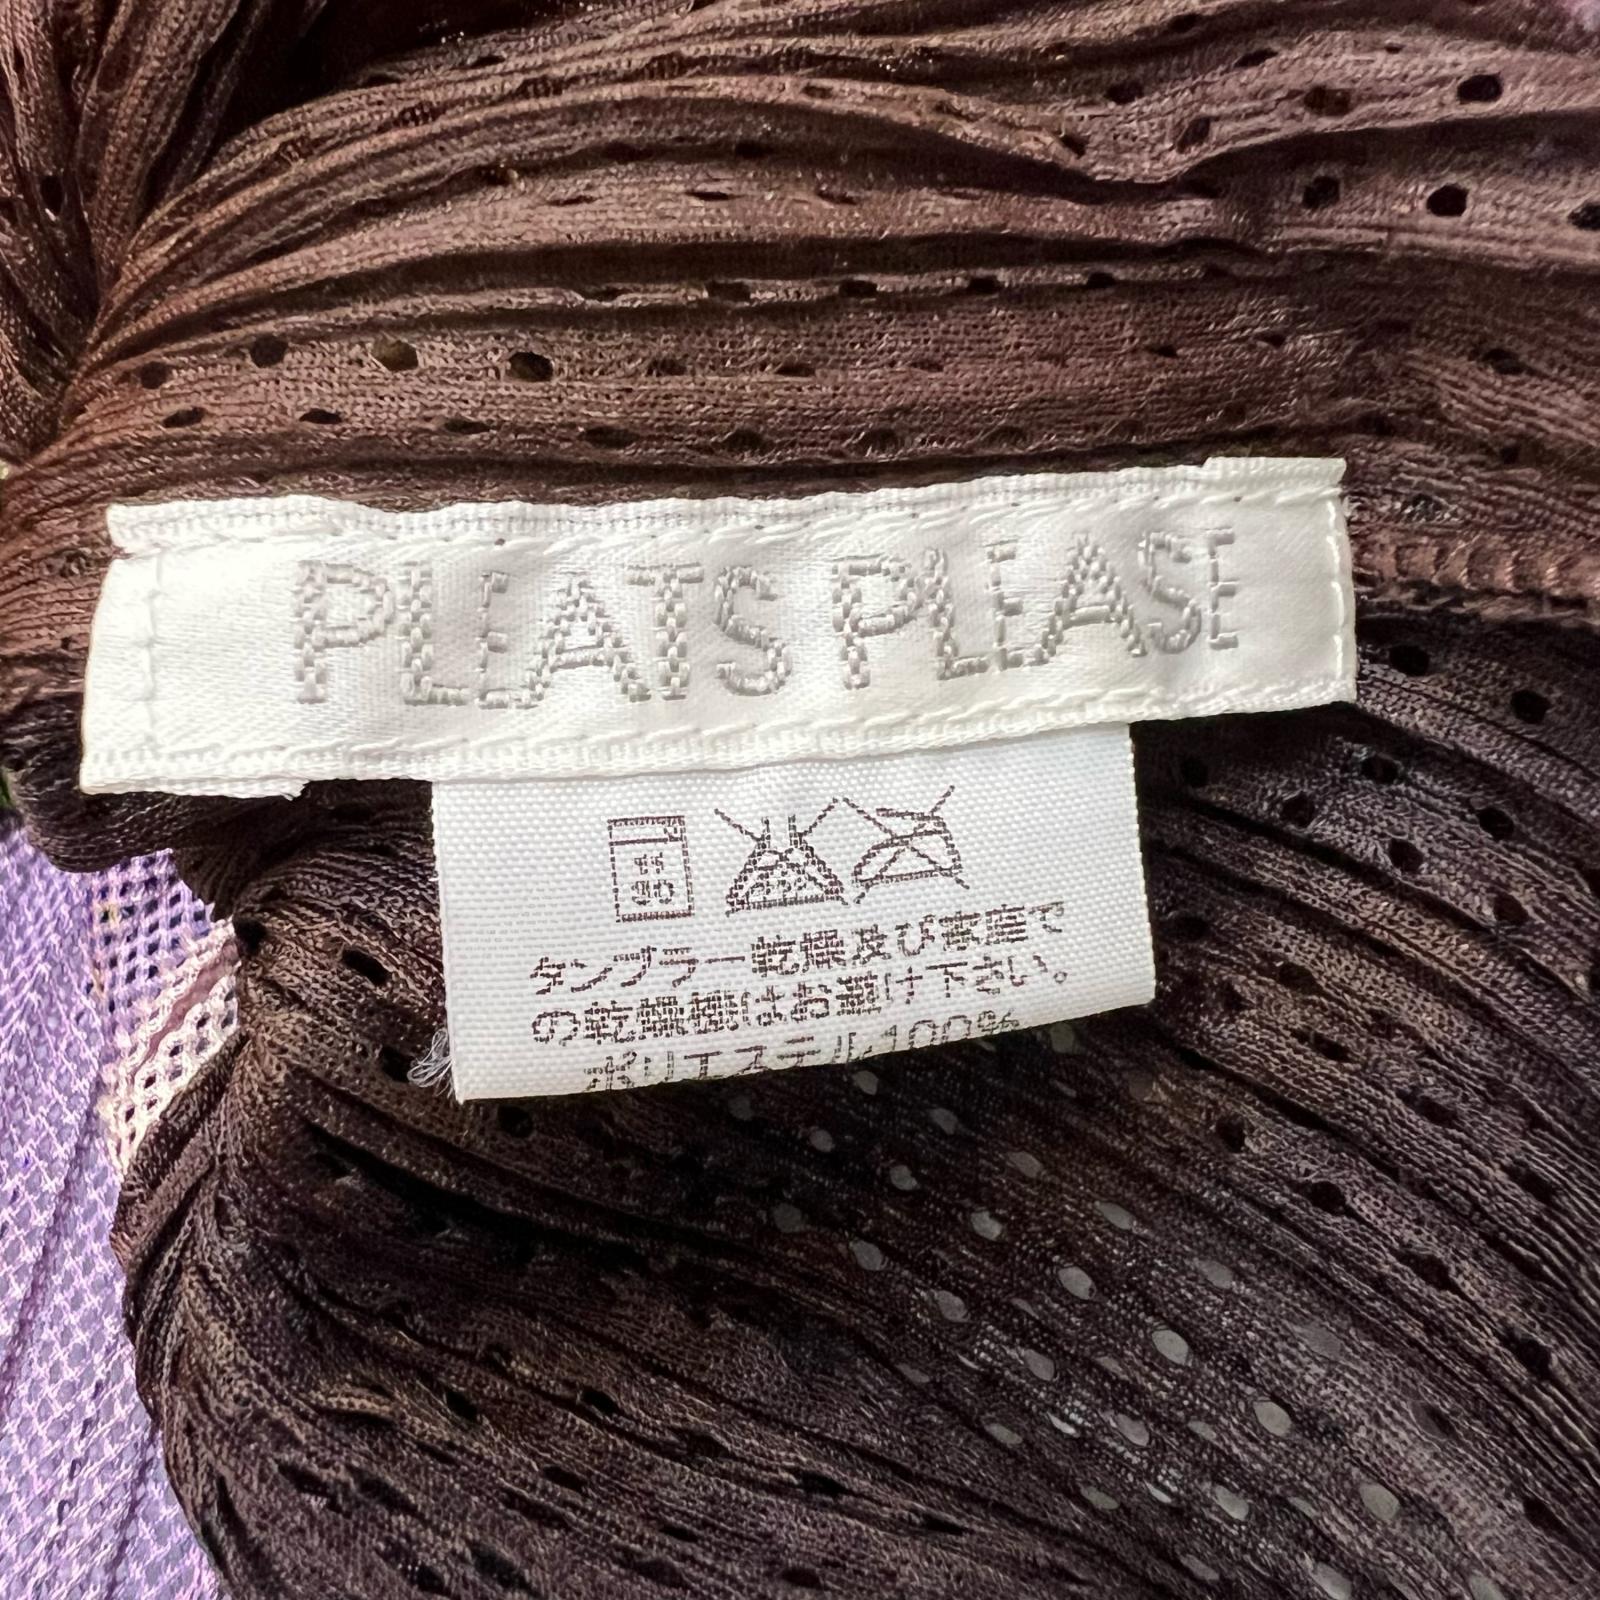 PLEATS PLEASE
タンブラー乾燥及び家庭で
の乾燥機はお避け下さい。
ポリエステル100%